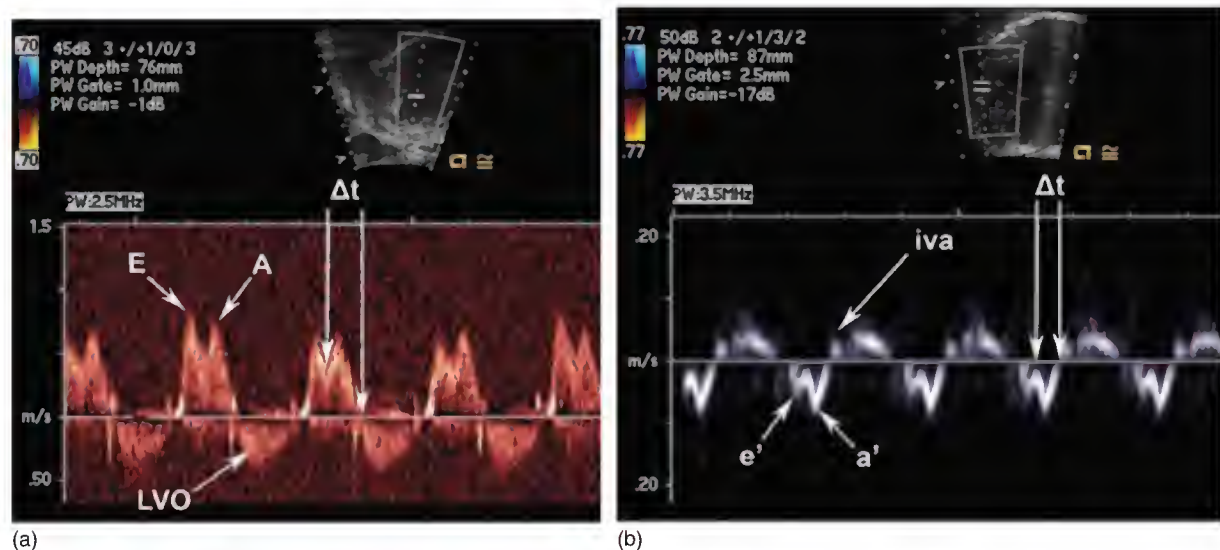 .70
45dB 3 ·/+1/0/3
PW Depth= 76mm
PW Gate= 1.0mm
PW Gain= -1dB
.70
Δt
PW:2.5MHz
1.5
E
A
m/s
.50
LVO
(a)
.77
50dB 2 ·/+1/3/2
PW Depth= 87mm
PW Gate= 2.5mm
PW Gain=-17dB
.77
Δt
PW:3.5MHz
.20
iva
m/s
e'
a'
.20
(b)